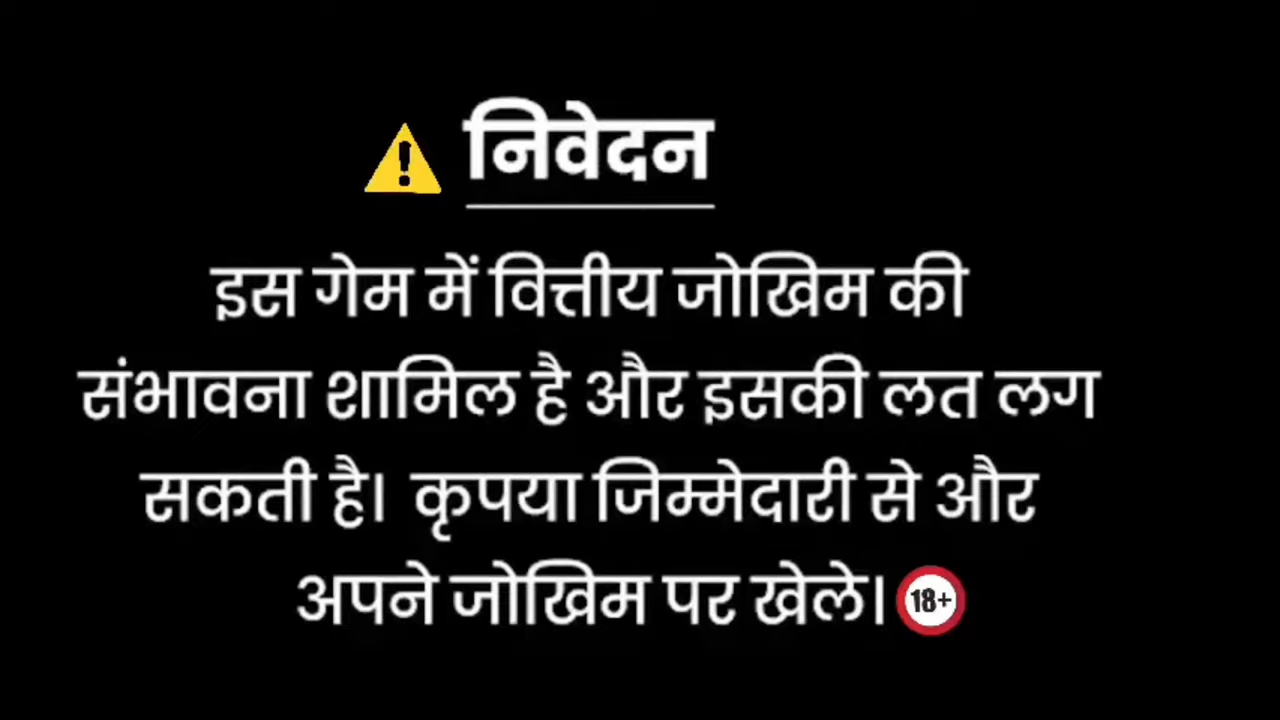 ⚠️ निवेदन
इस गेम में वित्तीय जोखिम की
संभावना शामिल है और इसकी लत लग
सकती है। कृपया जिम्मेदारी से और
अपने जोखिम पर खेले। 18+